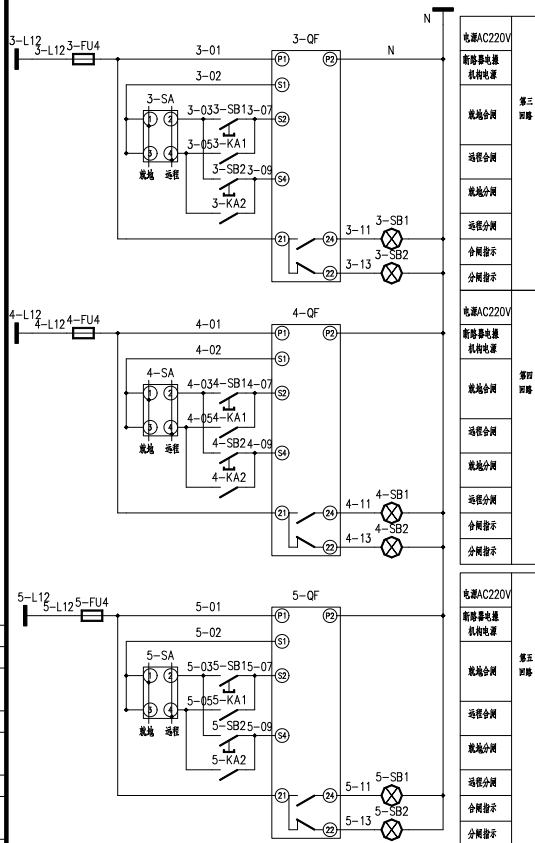 N
3-L12
3-L12 3-FU4 3-01 3-QF N
P1 P2
3-02
S1
3-SA
1 2 3-03 3-SB1 3-07 S2
3 4 3-05 3-KA1
就地 远程
3-SB2 3-09 S4
3-KA2
21 24 3-11 3-SB1
22 3-13 3-SB2
电源AC220V
断路器电操
机构电源
就地合闸
远程合闸
就地分闸
远程分闸
合闸指示
分闸指示
第三
回路
4-L12
4-L12 4-FU4 4-01 4-QF
P1 P2
4-02
S1
4-SA
1 2 4-03 4-SB1 4-07 S2
3 4 4-05 4-KA1
就地 远程
4-SB2 4-09 S4
4-KA2
21 24 4-11 4-SB1
22 4-13 4-SB2
电源AC220V
断路器电操
机构电源
就地合闸
远程合闸
就地分闸
远程分闸
合闸指示
分闸指示
第四
回路
5-L12
5-L12 5-FU4 5-01 5-QF
P1 P2
5-02
S1
5-SA
1 2 5-03 5-SB1 5-07 S2
3 4 5-05 5-KA1
就地 远程
5-SB2 5-09 S4
5-KA2
21 24 5-11 5-SB1
22 5-13 5-SB2
电源AC220V
断路器电操
机构电源
就地合闸
远程合闸
就地分闸
远程分闸
合闸指示
分闸指示
第五
回路